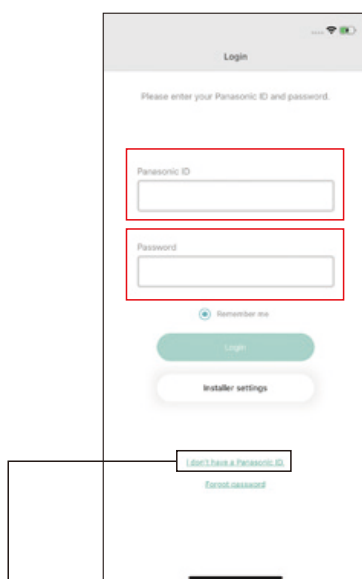 Login
Please enter your Panasonic ID and password.
Panasonic ID
Password
Remember me
Login
Installer settings
I don't have a Panasonic ID.
Forgot password